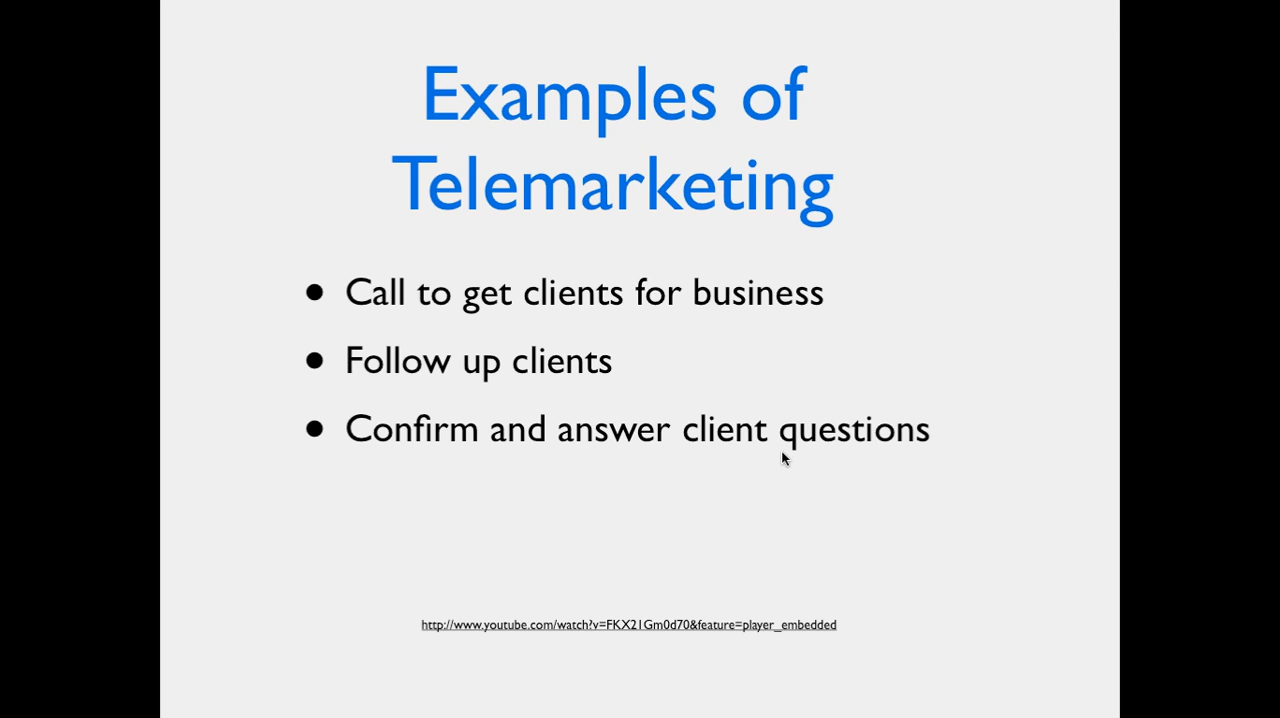 Examples of
Telemarketing
• Call to get clients for business
• Follow up clients
• Confirm and answer client questions
http://www.youtube.com/watch?v=FKX21Gm0d70&feature=player_embedded